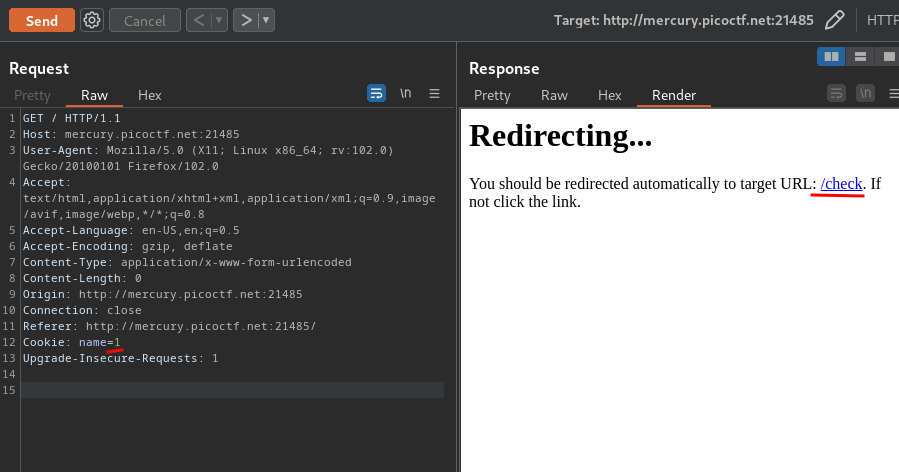 Send Cancel < > Target: http://mercury.picoctf.net:21485 HTTP
Request
Pretty Raw Hex \n
1 GET / HTTP/1.1
2 Host: mercury.picoctf.net:21485
3 User-Agent: Mozilla/5.0 (X11; Linux x86_64; rv:102.0)
Gecko/20100101 Firefox/102.0
4 Accept:
text/html,application/xhtml+xml,application/xml;q=0.9,image
/avif,image/webp,*/*;q=0.8
5 Accept-Language: en-US,en;q=0.5
6 Accept-Encoding: gzip, deflate
7 Content-Type: application/x-www-form-urlencoded
8 Content-Length: 0
9 Origin: http://mercury.picoctf.net:21485
10 Connection: close
11 Referer: http://mercury.picoctf.net:21485/
12 Cookie: name=1
13 Upgrade-Insecure-Requests: 1
14
15
Response
Pretty Raw Hex Render \n
Redirecting...
You should be redirected automatically to target URL: /check. If
not click the link.